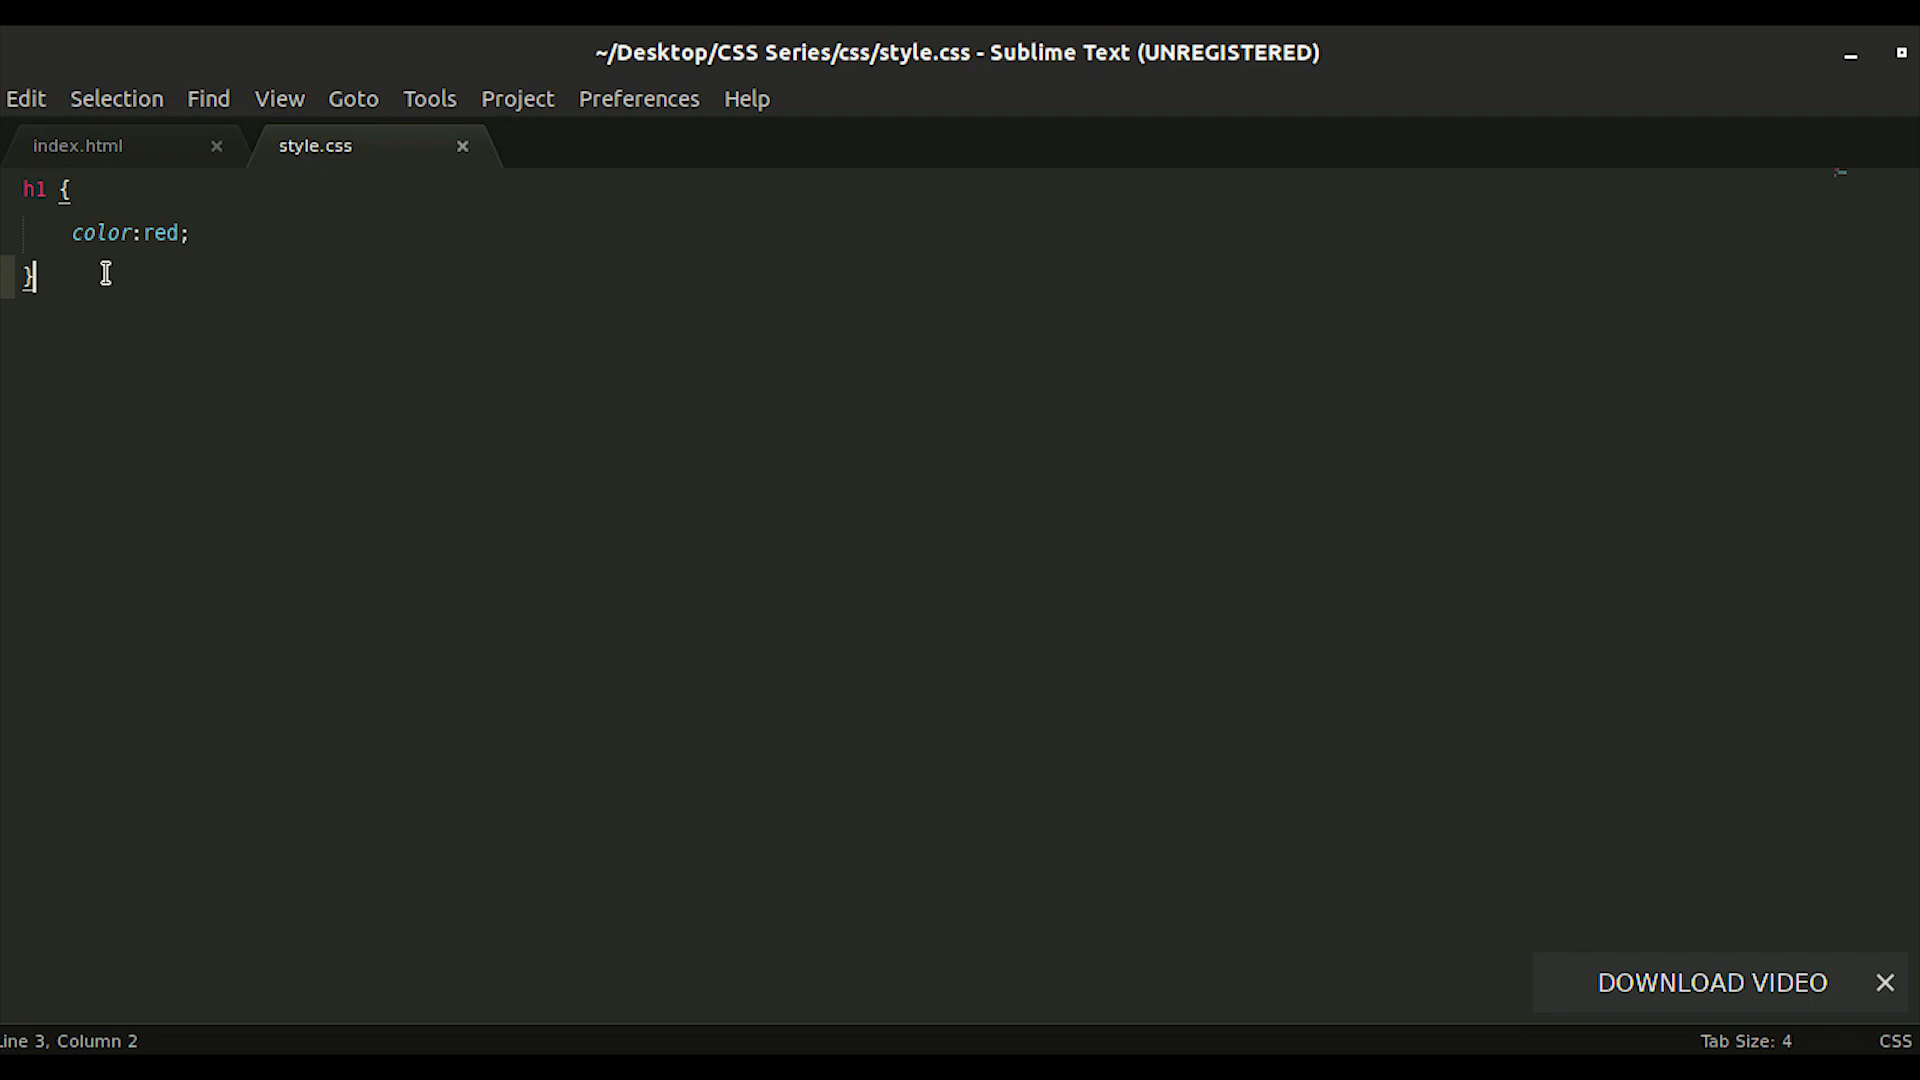 ~/Desktop/CSS Series/css/style.css - Sublime Text (UNREGISTERED)
Edit Selection Find View Goto Tools Project Preferences Help
index.html × style.css ×
h1 {
    color:red;
}
DOWNLOAD VIDEO ×
Line 3, Column 2 Tab Size: 4 CSS